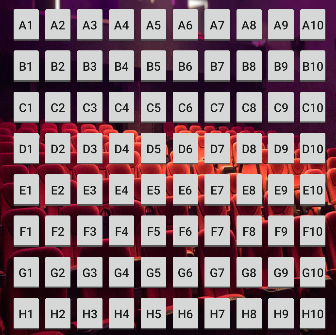 A1 A2 A3 A4 A5 A6 A7 A8 A9 A10
B1 B2 B3 B4 B5 B6 B7 B8 B9 B10
C1 C2 C3 C4 C5 C6 C7 C8 C9 C10
D1 D2 D3 D4 D5 D6 D7 D8 D9 D10
E1 E2 E3 E4 E5 E6 E7 E8 E9 E10
F1 F2 F3 F4 F5 F6 F7 F8 F9 F10
G1 G2 G3 G4 G5 G6 G7 G8 G9 G10
H1 H2 H3 H4 H5 H6 H7 H8 H9 H10